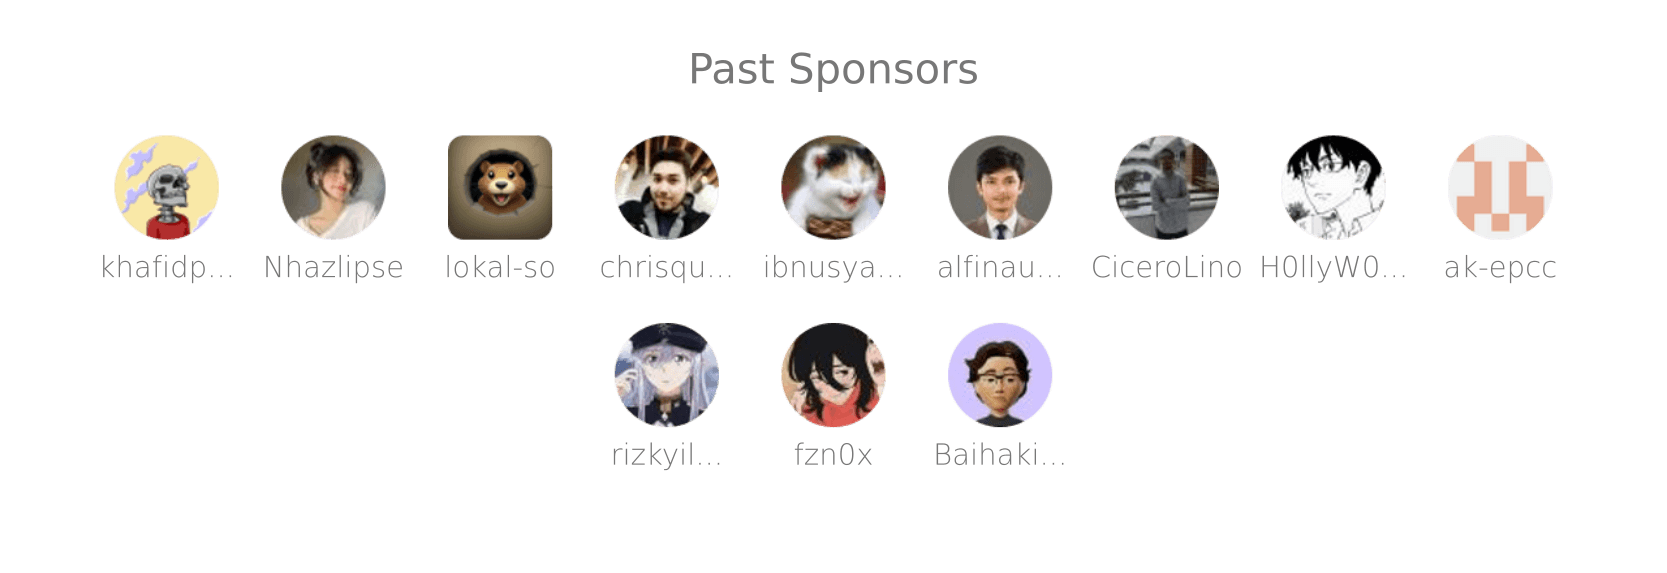 Past Sponsors
khafidp... Nhazlipse lokal-so chrisqu... ibnusya... alfinau... CiceroLino H0llyW0... ak-epcc
rizkyil... fzn0x Baihaki...